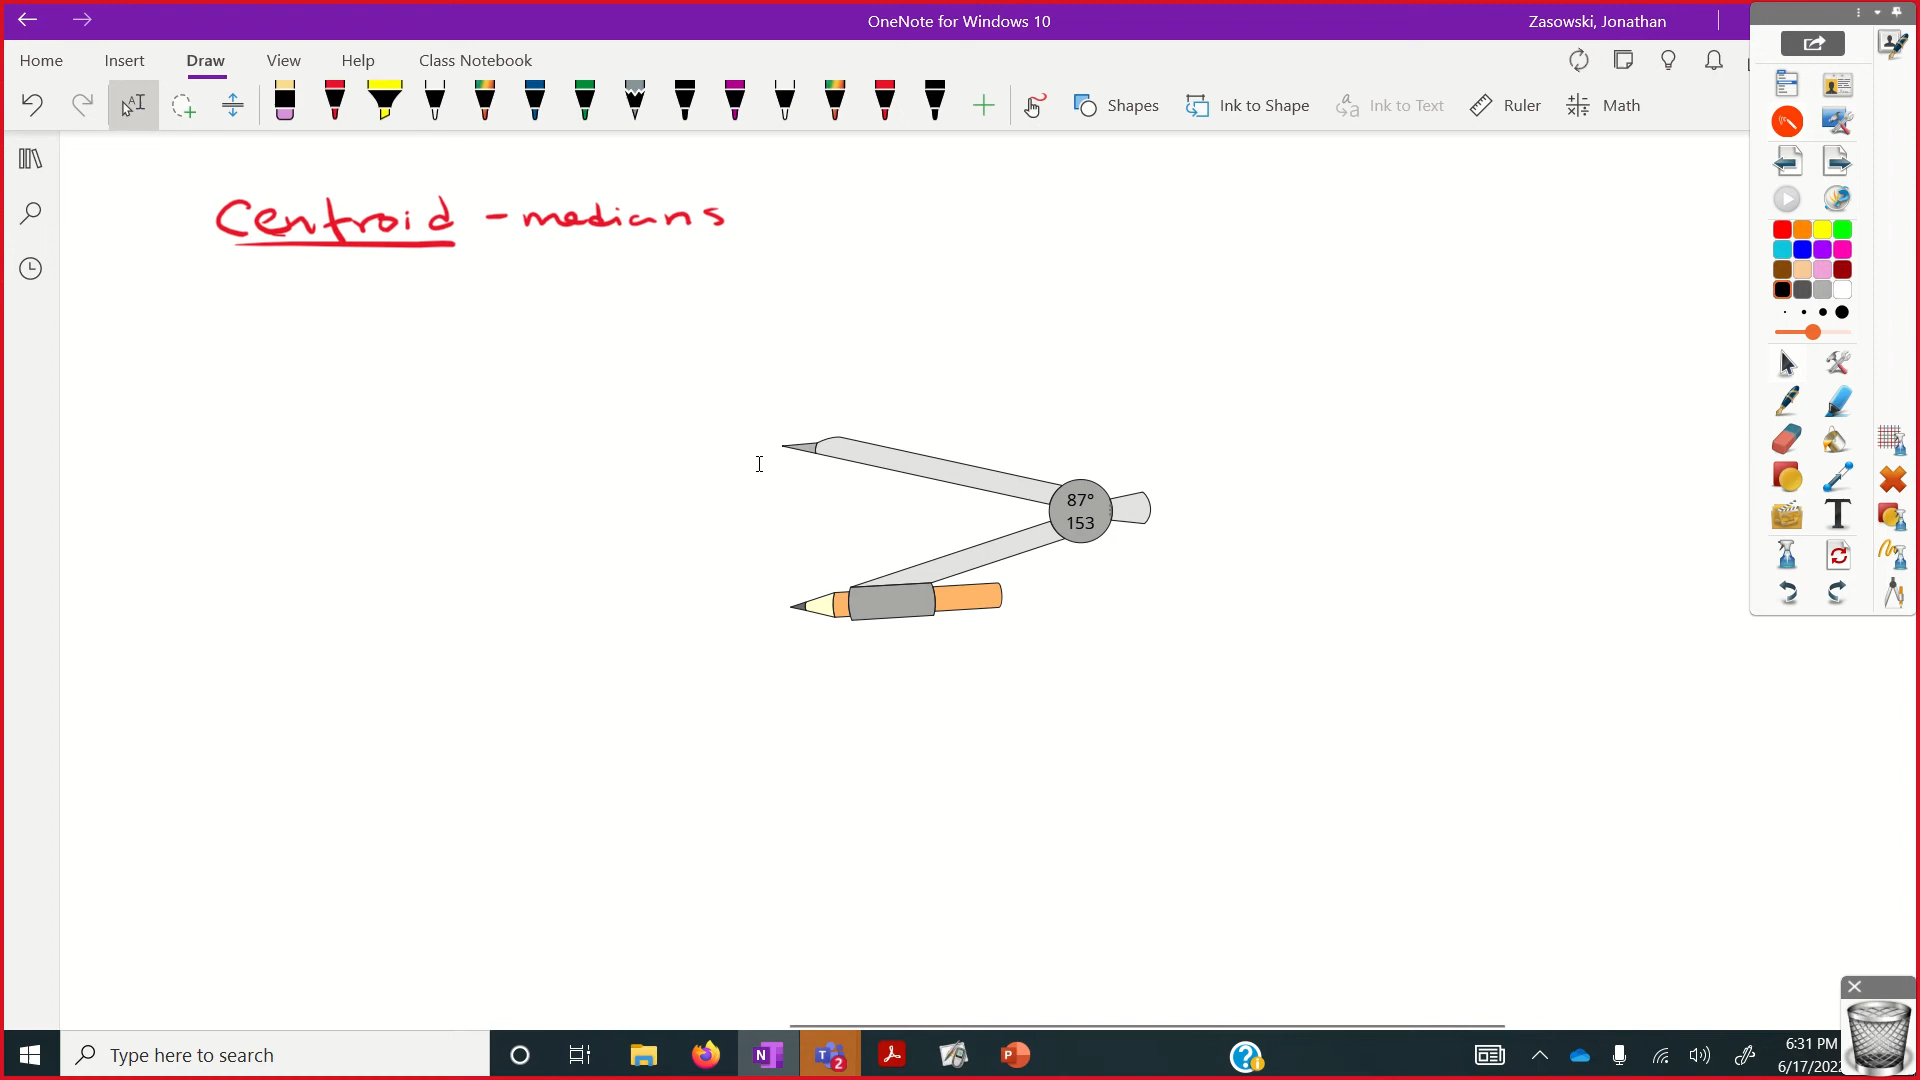 OneNote for Windows 10
Zasowski, Jonathan
Home Insert Draw View Help Class Notebook
Shapes Ink to Shape Ink to Text Ruler Math
Centroid - medians
87°
153
Type here to search
6:31 PM